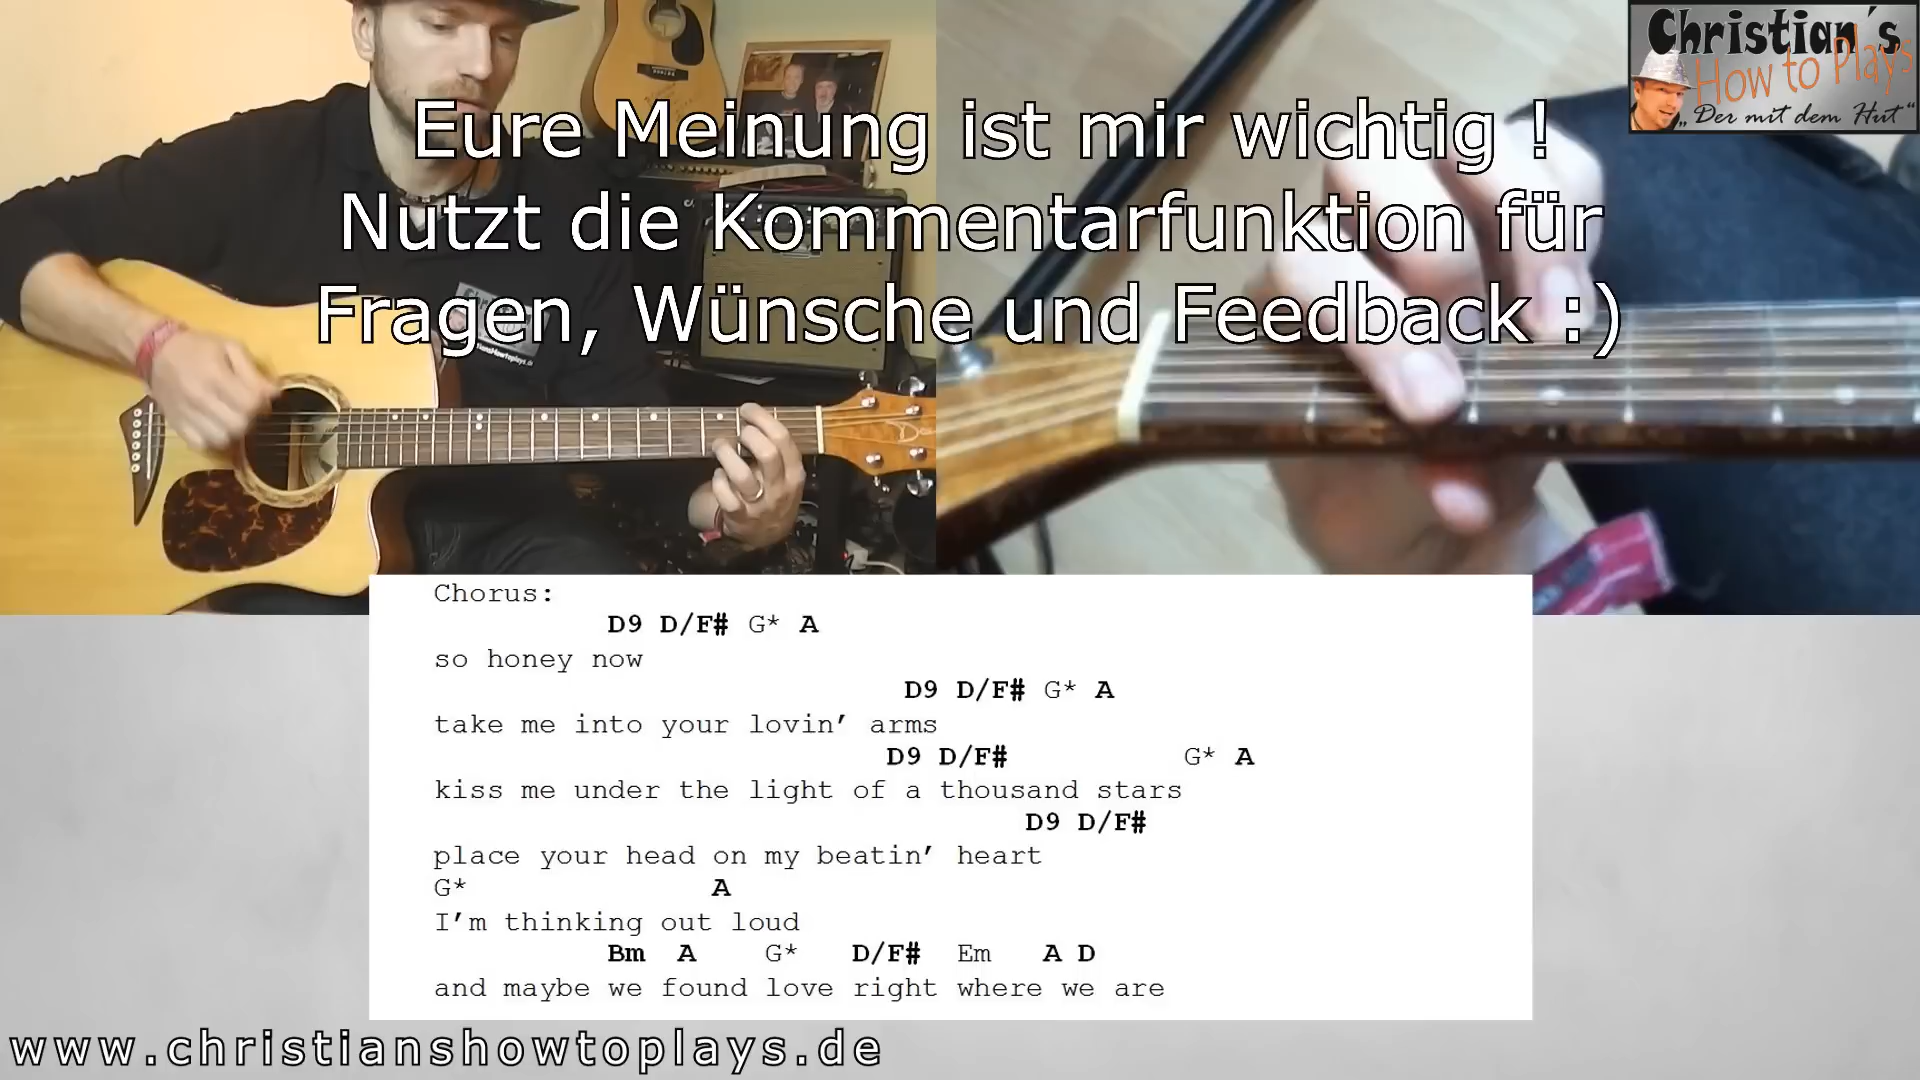 Christian´s
How to Plays
„Der mit dem Hut“
Eure Meinung ist mir wichtig !
Nutzt die Kommentarfunktion für
Fragen, Wünsche und Feedback :)
Chorus:
D9 D/F# G* A
so honey now
D9 D/F# G* A
take me into your lovin’ arms
D9 D/F# G* A
kiss me under the light of a thousand stars
D9 D/F#
place your head on my beatin’ heart
G* A
I’m thinking out loud
Bm A G* D/F# Em A D
and maybe we found love right where we are
www.christianshowtoplays.de